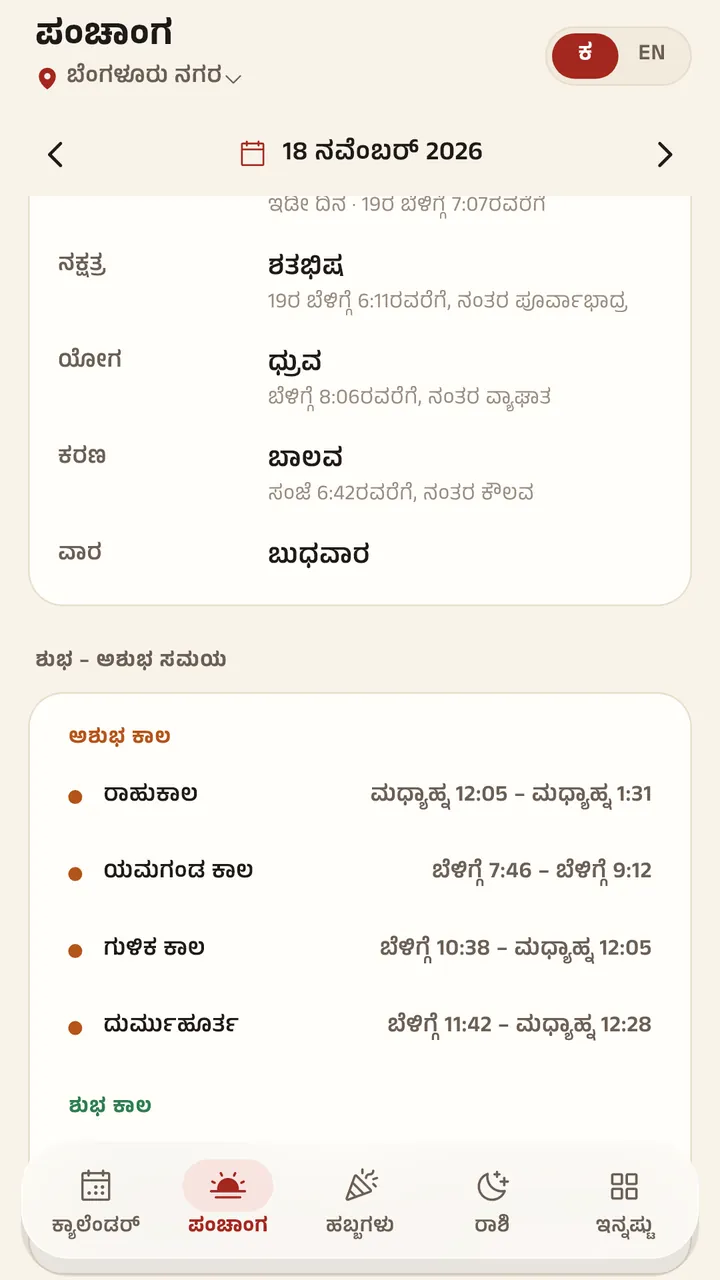 ಪಂಚಾಂಗ
ಬೆಂಗಳೂರು ನಗರ
ಕ EN
18 ನವೆಂಬರ್ 2026
ಇಡೀ ದಿನ · 19ರ ಬೆಳಿಗ್ಗೆ 7:07ರವರೆಗೆ
ನಕ್ಷತ್ರ ಶತಭಿಷ
19ರ ಬೆಳಿಗ್ಗೆ 6:11ರವರೆಗೆ, ನಂತರ ಪೂರ್ವಾಭಾದ್ರ
ಯೋಗ ಧ್ರುವ
ಬೆಳಿಗ್ಗೆ 8:06ರವರೆಗೆ, ನಂತರ ವ್ಯಾಘಾತ
ಕರಣ ಬಾಲವ
ಸಂಜೆ 6:42ರವರೆಗೆ, ನಂತರ ಕೌಲವ
ವಾರ ಬುಧವಾರ
ಶುಭ – ಅಶುಭ ಸಮಯ
ಅಶುಭ ಕಾಲ
ರಾಹುಕಾಲ ಮಧ್ಯಾಹ್ನ 12:05 – ಮಧ್ಯಾಹ್ನ 1:31
ಯಮಗಂಡ ಕಾಲ ಬೆಳಿಗ್ಗೆ 7:46 – ಬೆಳಿಗ್ಗೆ 9:12
ಗುಳಿಕ ಕಾಲ ಬೆಳಿಗ್ಗೆ 10:38 – ಮಧ್ಯಾಹ್ನ 12:05
ದುರ್ಮುಹೂರ್ತ ಬೆಳಿಗ್ಗೆ 11:42 – ಮಧ್ಯಾಹ್ನ 12:28
ಶುಭ ಕಾಲ
ಕ್ಯಾಲೆಂಡರ್ ಪಂಚಾಂಗ ಹಬ್ಬಗಳು ರಾಶಿ ಇನ್ನಷ್ಟು